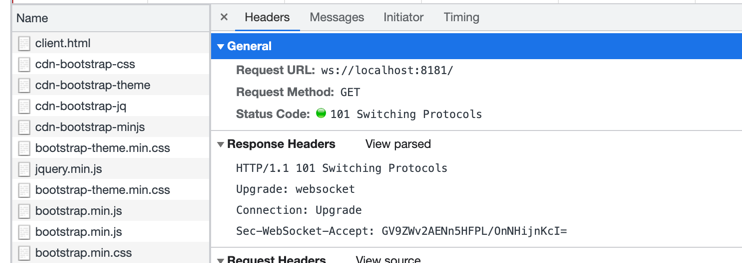 Name
client.html
cdn-bootstrap-css
cdn-bootstrap-theme
cdn-bootstrap-jq
cdn-bootstrap-minjs
bootstrap-theme.min.css
jquery.min.js
bootstrap-theme.min.css
bootstrap.min.js
bootstrap.min.js
bootstrap.min.css
× Headers Messages Initiator Timing
▼ General
Request URL: ws://localhost:8181/
Request Method: GET
Status Code: 101 Switching Protocols
▼ Response Headers View parsed
HTTP/1.1 101 Switching Protocols
Upgrade: websocket
Connection: Upgrade
Sec-WebSocket-Accept: GV9ZWv2AENn5HFPL/OnNHijnKcI=
▼ Request Headers View source